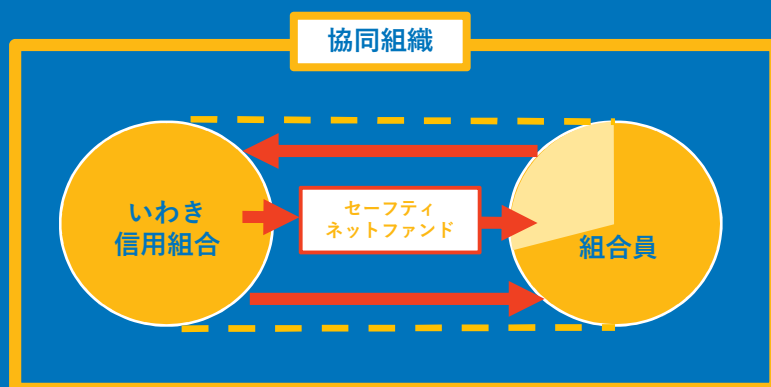 協同組織
いわき
信用組合
セーフティ
ネットファンド
組合員